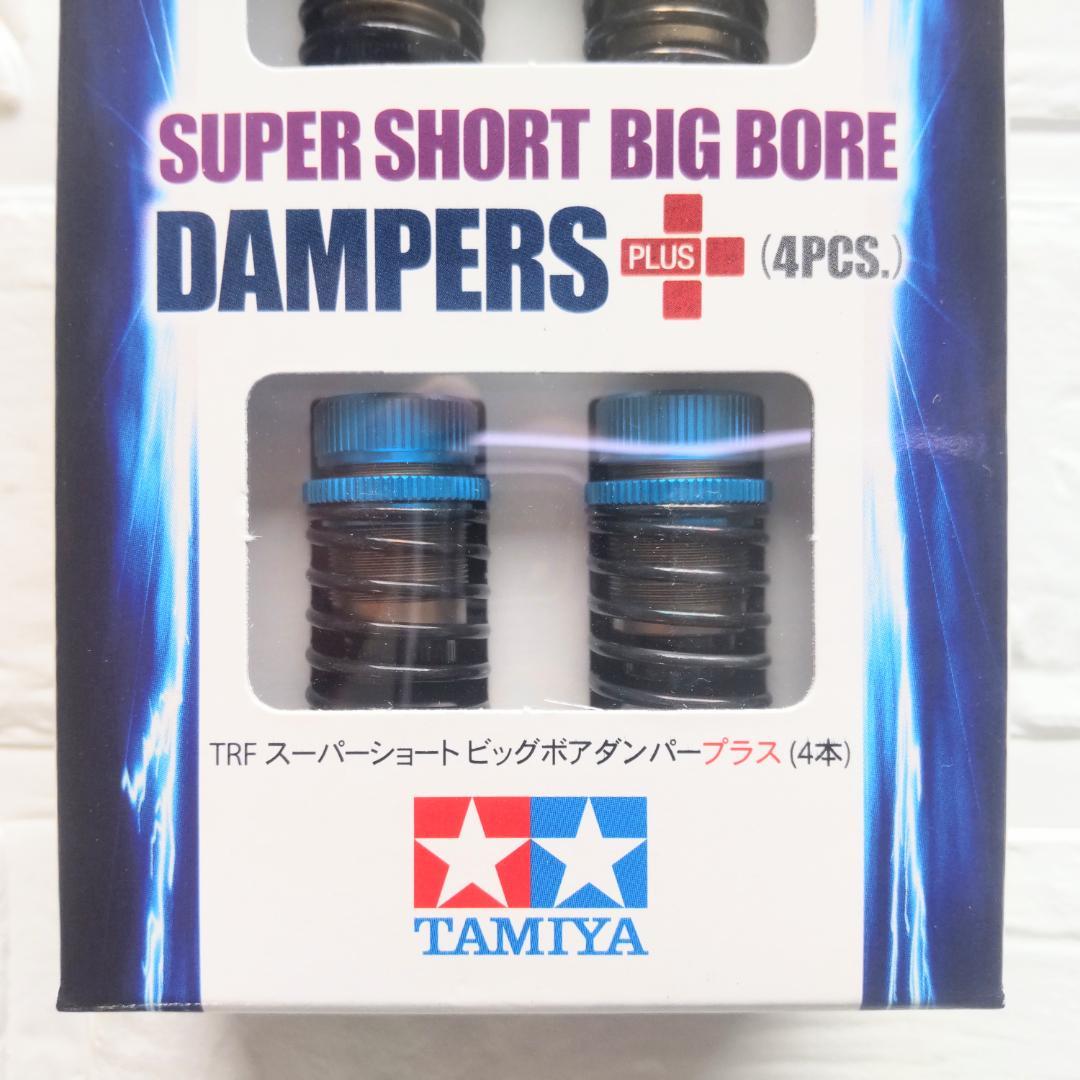 SUPER SHORT BIG BORE
DAMPERS PLUS (4PCS.)
TRF スーパーショート ビッグボアダンパープラス (4本)
TAMIYA